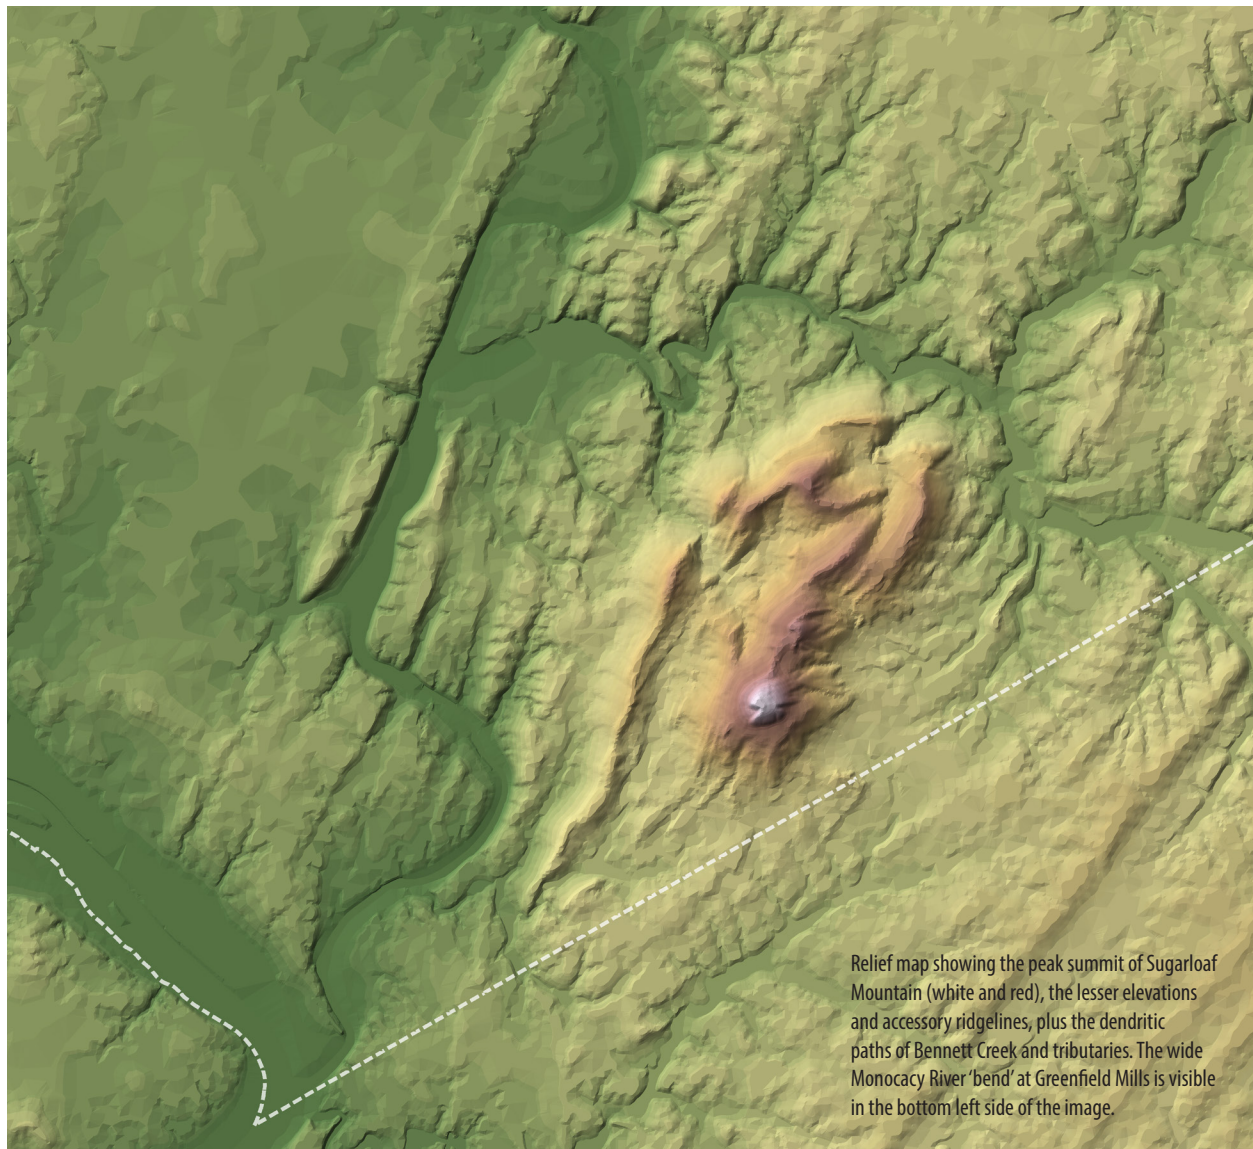 Relief map showing the peak summit of Sugarloaf
Mountain (white and red), the lesser elevations
and accessory ridgelines, plus the dendritic
paths of Bennett Creek and tributaries. The wide
Monocacy River ‘bend’ at Greenfield Mills is visible
in the bottom left side of the image.